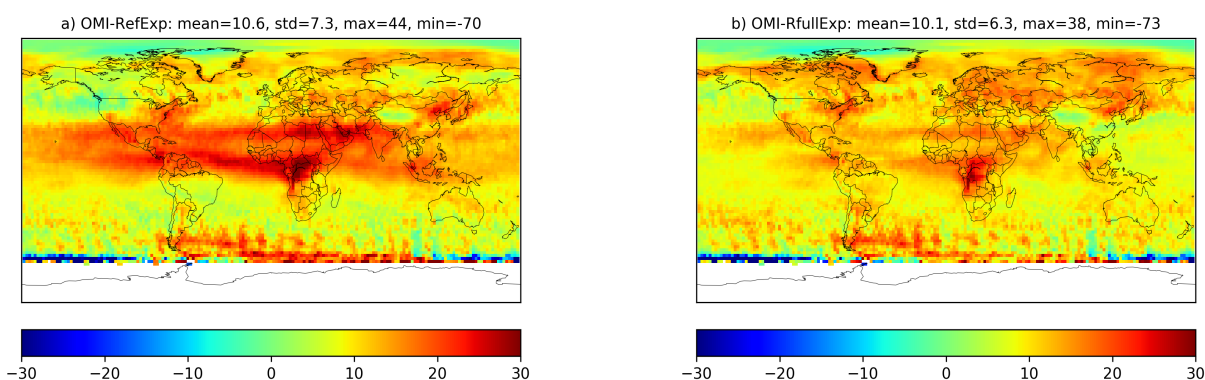 a) OMI-RefExp: mean=10.6, std=7.3, max=44, min=-70
b) OMI-RfullExp: mean=10.1, std=6.3, max=38, min=-73
−30 −20 −10 0 10 20 30
−30 −20 −10 0 10 20 30